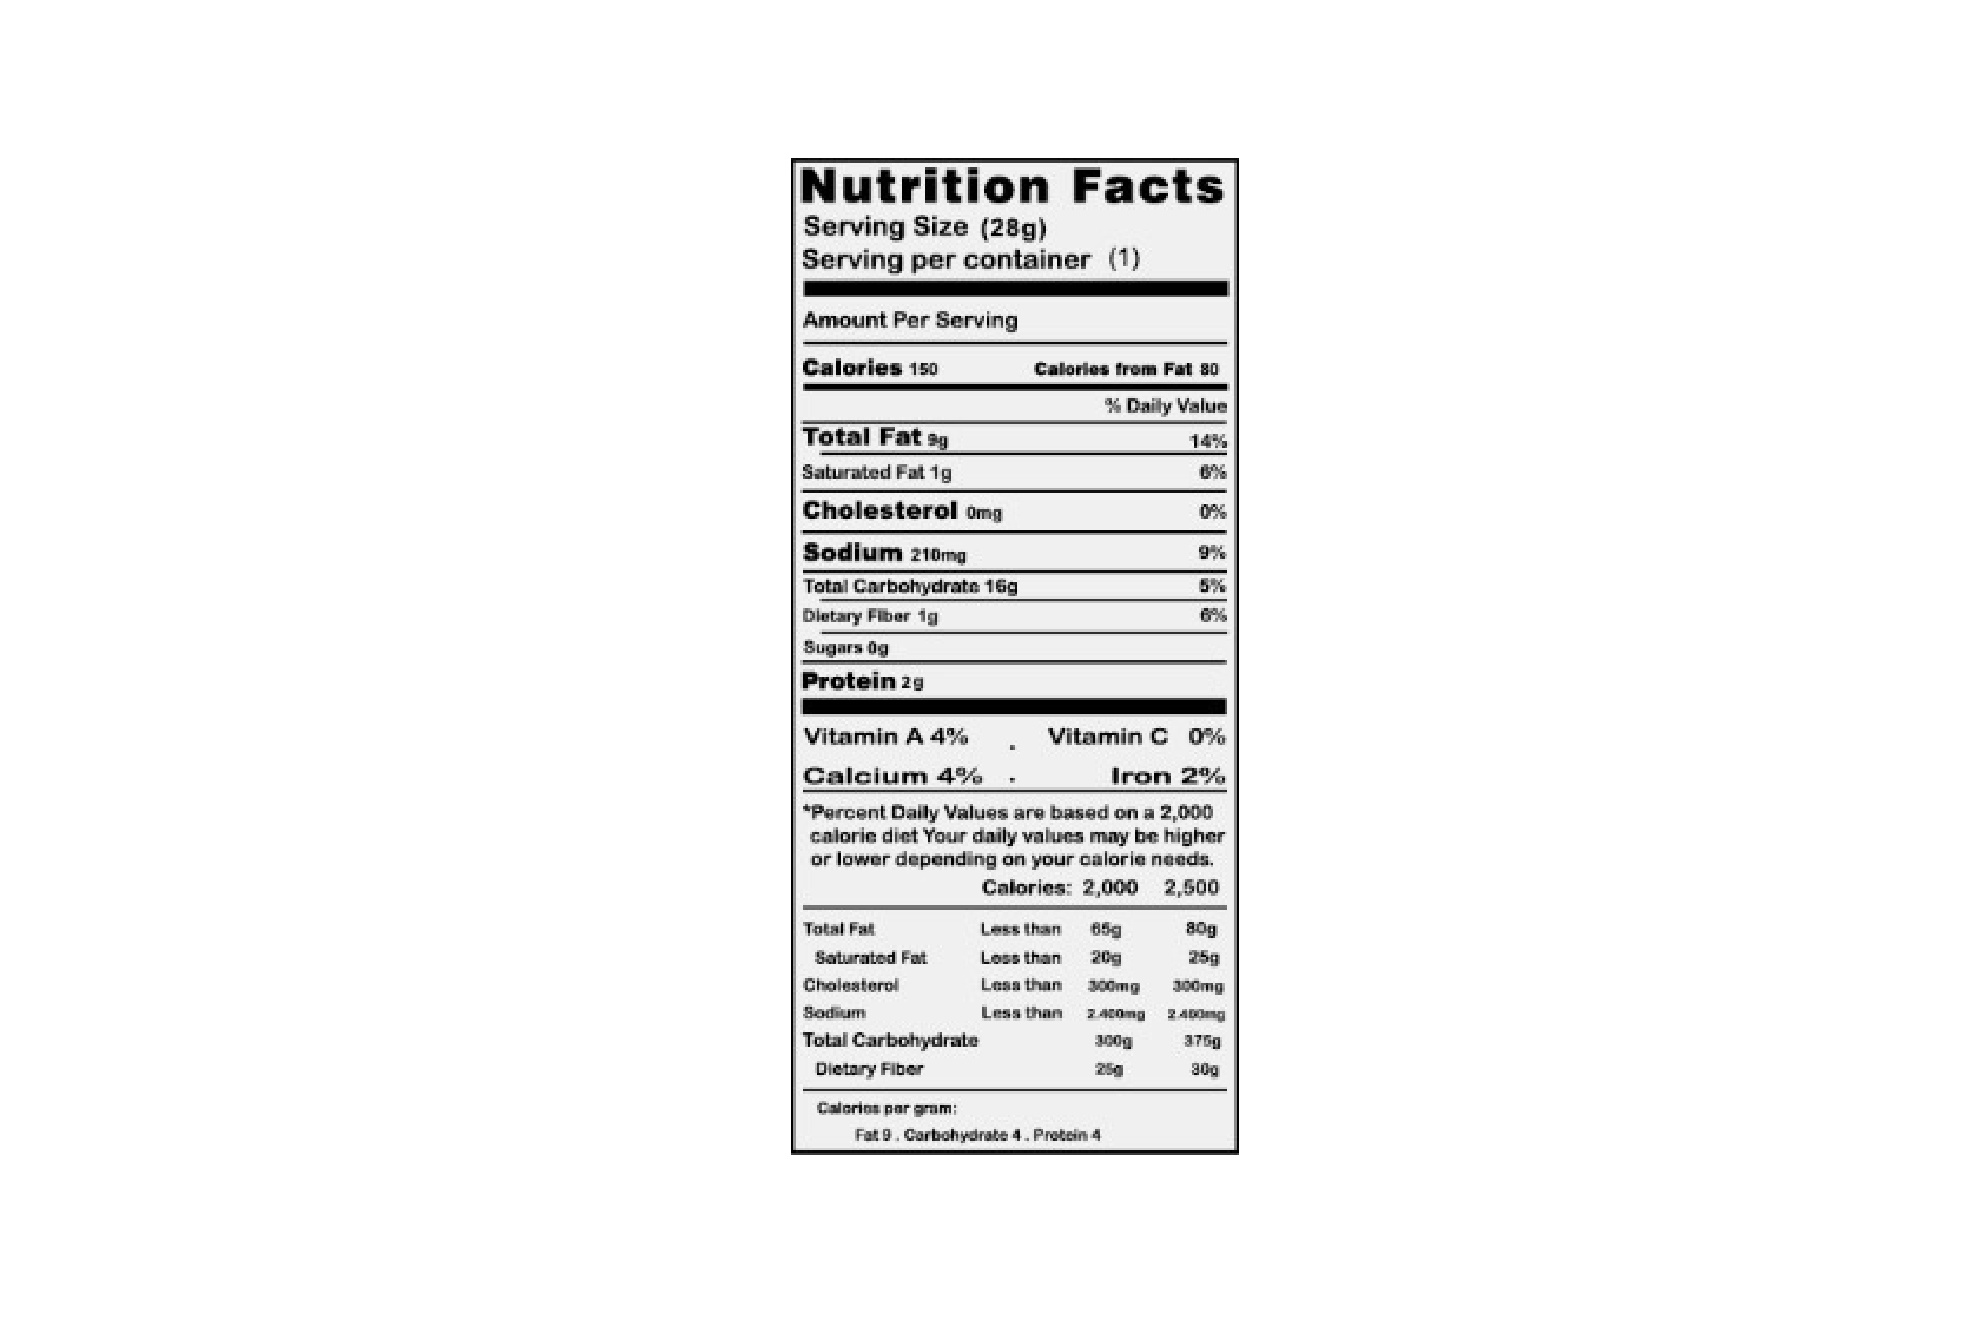 Nutrition Facts
Serving Size (28g)
Serving per container (1)
Amount Per Serving
Calories 150 Calories from Fat 80
% Daily Value
Total Fat 9g 14%
Saturated Fat 1g 6%
Cholesterol 0mg 0%
Sodium 210mg 9%
Total Carbohydrate 16g 5%
Dietary Fiber 1g 6%
Sugars 0g
Protein 2g
Vitamin A 4% . Vitamin C 0%
Calcium 4% . Iron 2%
*Percent Daily Values are based on a 2,000
calorie diet Your daily values may be higher
or lower depending on your calorie needs.
Calories: 2,000 2,500
Total Fat Less than 65g 80g
Saturated Fat Less than 20g 25g
Cholesterol Less than 300mg 300mg
Sodium Less than 2.400mg 2.400mg
Total Carbohydrate 300g 375g
Dietary Fiber 25g 30g
Calories per gram:
Fat 9 . Carbohydrate 4 . Protein 4